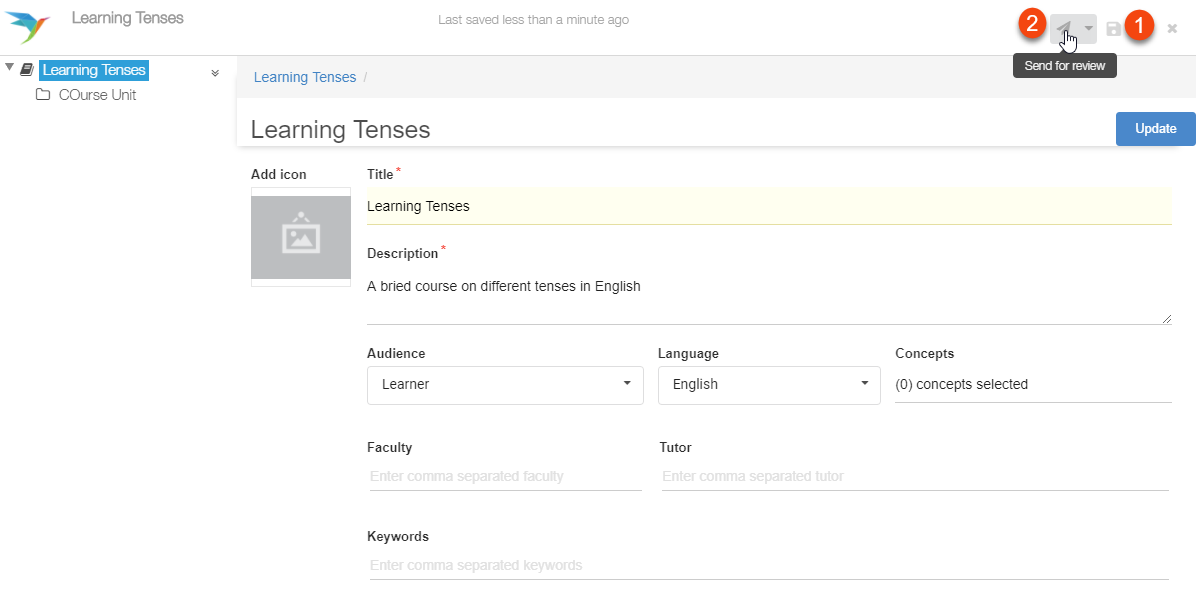 Learning Tenses
Last saved less than a minute ago
2
1
Send for review
Learning Tenses
COurse Unit
Learning Tenses /
Learning Tenses
Update
Add icon
Title*
Learning Tenses
Description*
A bried course on different tenses in English
Audience Language Concepts
Learner English (0) concepts selected
Faculty Tutor
Enter comma separated faculty Enter comma separated tutor
Keywords
Enter comma separated keywords